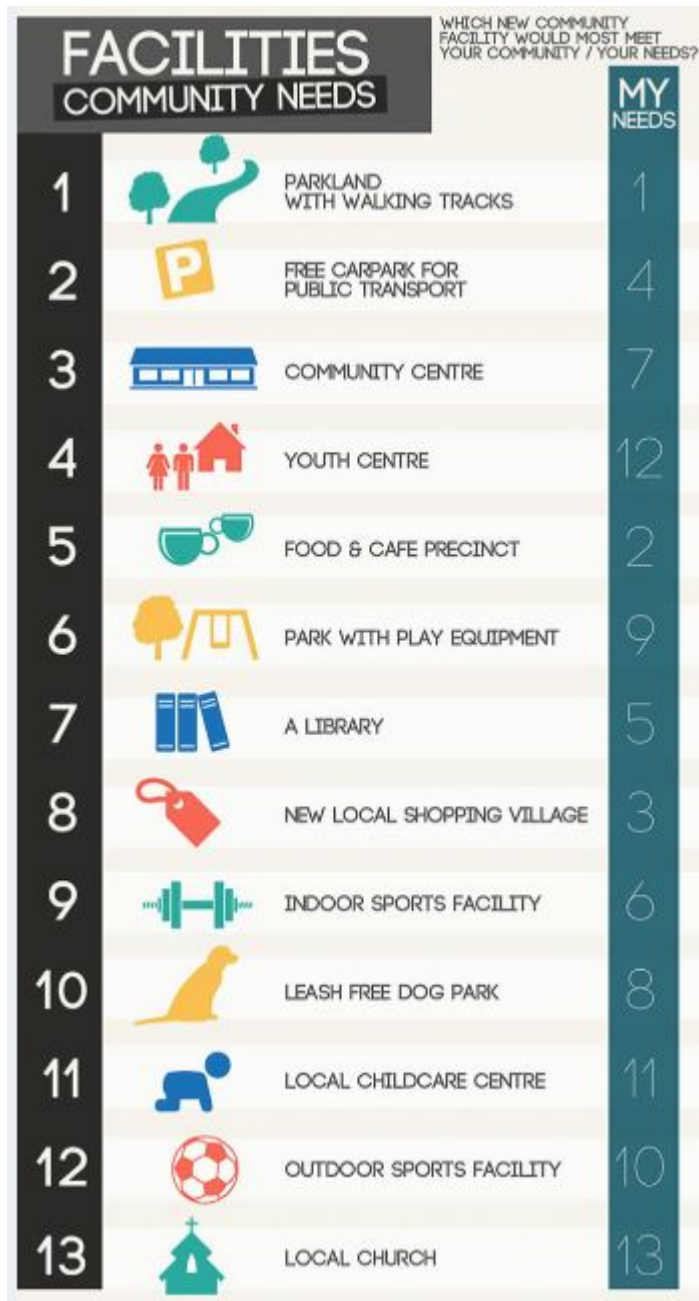 FACILITIES
COMMUNITY NEEDS
WHICH NEW COMMUNITY
FACILITY WOULD MOST MEET
YOUR COMMUNITY / YOUR NEEDS?
MY
NEEDS
1
P
PARKLAND
WITH WALKING TRACKS
1
2
FREE CARPARK FOR
PUBLIC TRANSPORT
4
3
COMMUNITY CENTRE
7
4
YOUTH CENTRE
12
5
FOOD & CAFE PRECINCT
2
6
PARK WITH PLAY EQUIPMENT
9
7
A LIBRARY
5
8
NEW LOCAL SHOPPING VILLAGE
3
9
INDOOR SPORTS FACILITY
6
10
LEASH FREE DOG PARK
8
11
LOCAL CHILDCARE CENTRE
11
12
OUTDOOR SPORTS FACILITY
10
13
LOCAL CHURCH
13